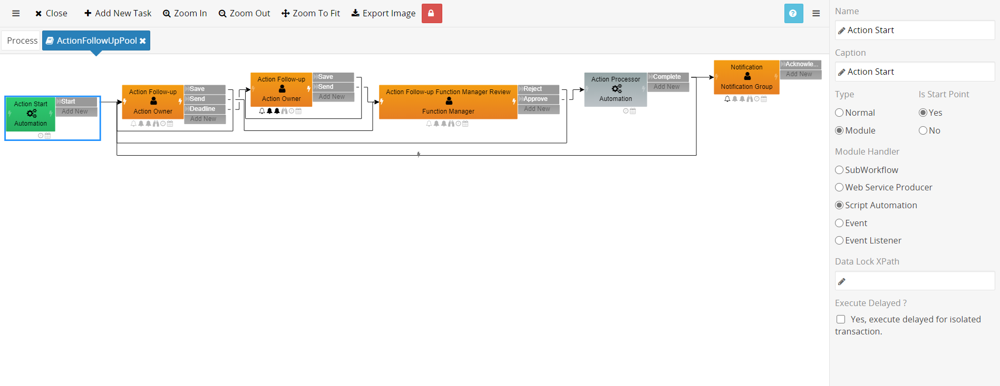 Close
Add New Task
Zoom In
Zoom Out
Zoom To Fit
Export Image
Process
ActionFollowUpPool
Action Start
Automation
Start
Add New
Action Follow-up
Action Owner
Save
Send
Deadline
Add New
Action Follow-up
Action Owner
Save
Send
Add New
Action Follow-up Function Manager Review
Function Manager
Reject
Approve
Add New
Action Processor
Automation
Complete
Add New
Notification
Notification Group
Acknowle...
Add New
Name
Action Start
Caption
Action Start
Type
Is Start Point
Normal
Yes
Module
No
Module Handler
SubWorkflow
Web Service Producer
Script Automation
Event
Event Listener
Data Lock XPath
Execute Delayed ?
Yes, execute delayed for isolated
transaction.